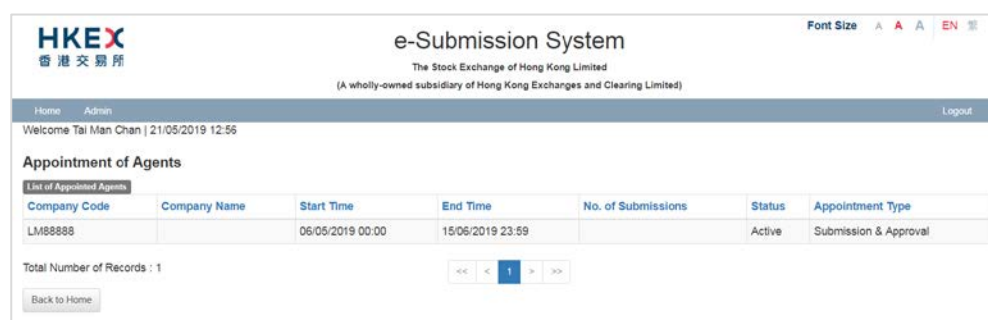 HKEX
香港交易所
Font Size A A A EN 繁
e-Submission System
The Stock Exchange of Hong Kong Limited
(A wholly-owned subsidiary of Hong Kong Exchanges and Clearing Limited)
Home Admin Logout
Welcome Tai Man Chan | 21/05/2019 12:56
Appointment of Agents
List of Appointed Agents
Company Code Company Name Start Time End Time No. of Submissions Status Appointment Type
LM88888 06/05/2019 00:00 15/06/2019 23:59 Active Submission & Approval
Total Number of Records : 1
<< < 1 > >>
Back to Home